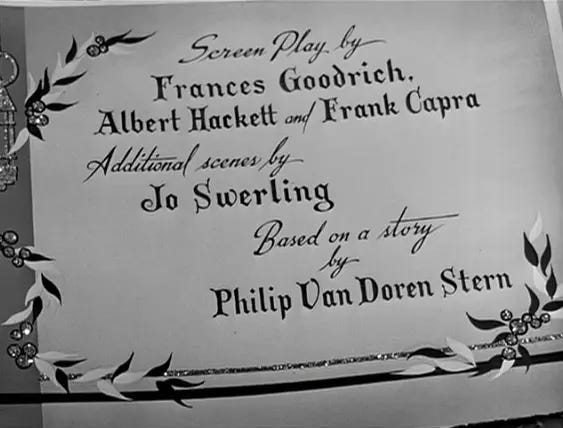 Screen Play by
Frances Goodrich,
Albert Hackett and Frank Capra
Additional scenes by
Jo Swerling
Based on a story
by
Philip Van Doren Stern